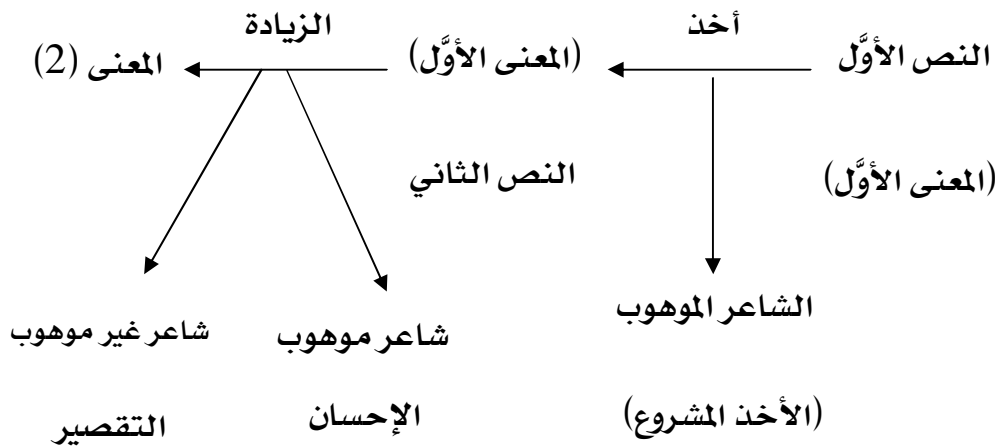 أخذ الزيادة
النص الأوَّل (المعنى الأوَّل) المعنى (2)
(المعنى الأوَّل) النص الثاني
الشاعر الموهوب شاعر موهوب شاعر غير موهوب
(الأخذ المشروع) الإحسان التقصير